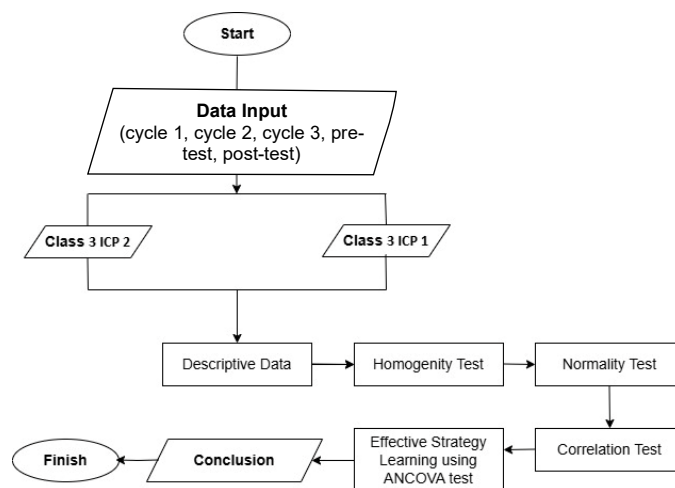 Start
Data Input
(cycle 1, cycle 2, cycle 3, pre-
test, post-test)
Class 3 ICP 2
Class 3 ICP 1
Descriptive Data
Homogenity Test
Normality Test
Correlation Test
Effective Strategy
Learning using
ANCOVA test
Conclusion
Finish